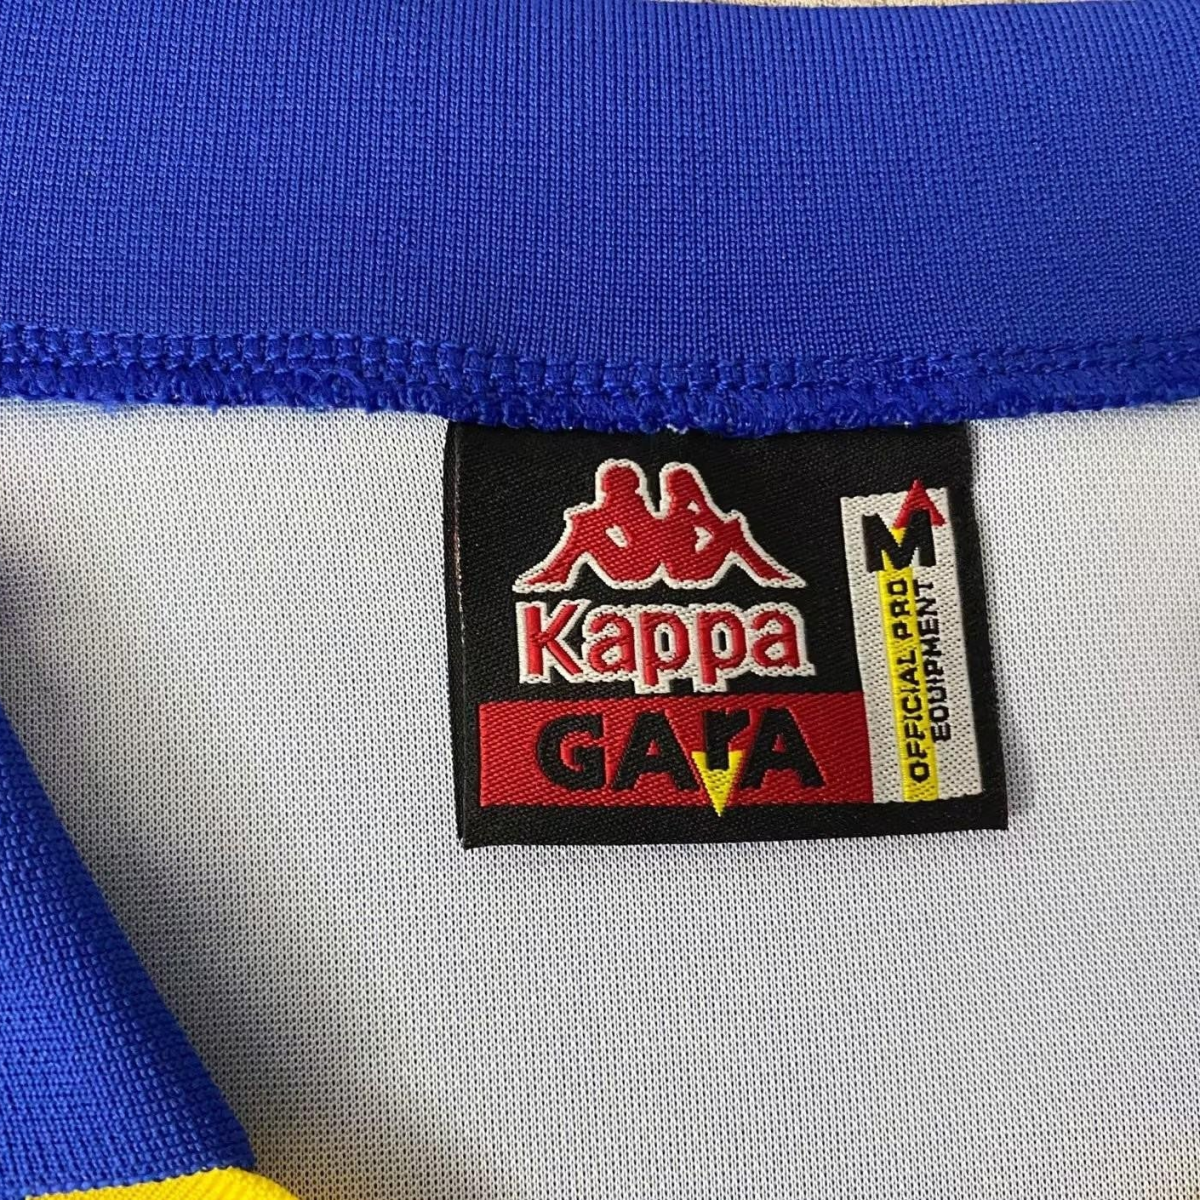 Kappa
GArA
M
OFFICIAL PRO
EQUIPMENT